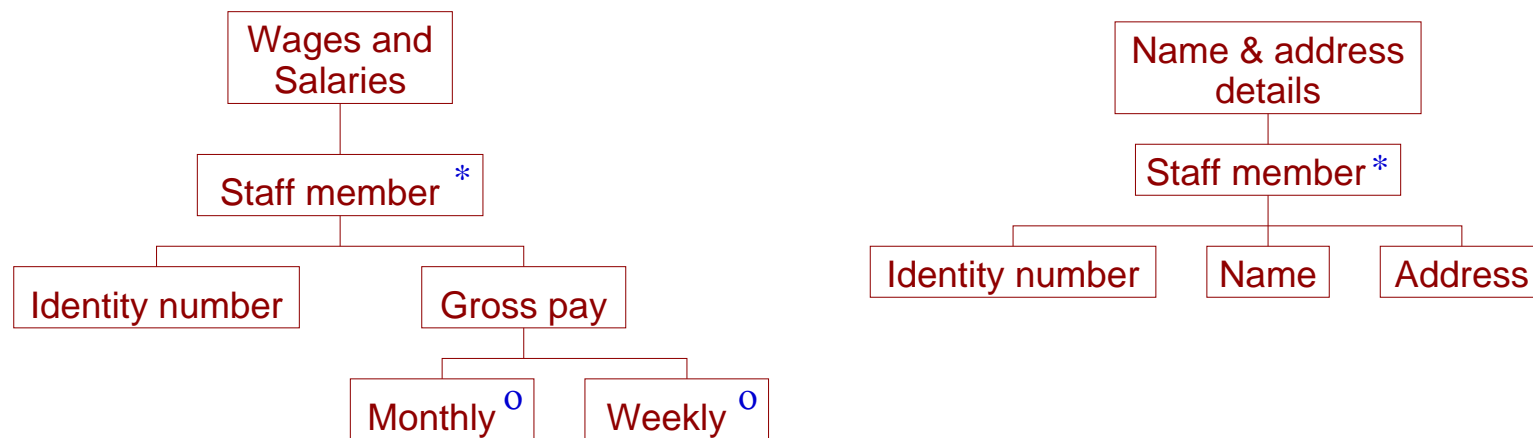 Wages and
Salaries
Staff member *
Identity number
Gross pay
Monthly o
Weekly o
Name & address
details
Staff member *
Identity number
Name
Address